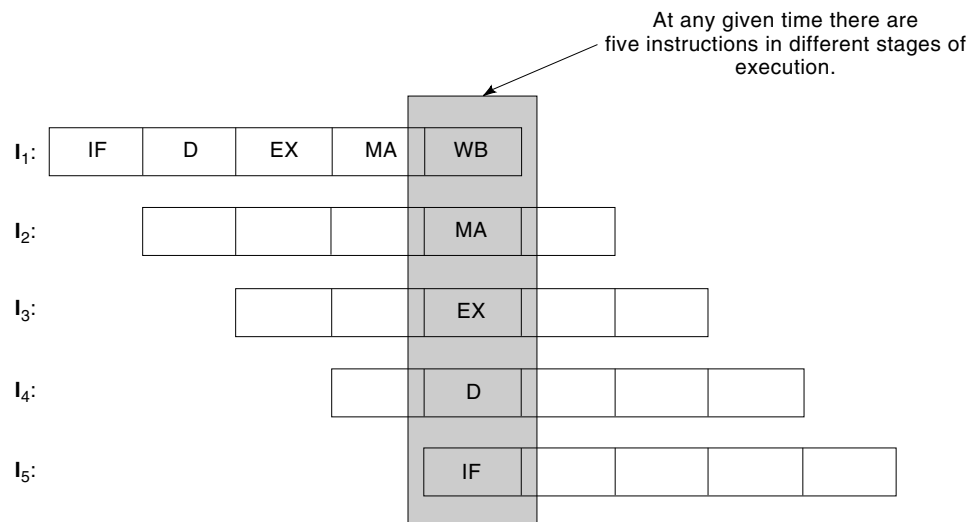 At any given time there are
five instructions in different stages of
execution.
I₁: IF D EX MA WB
I₂: MA
I₃: EX
I₄: D
I₅: IF